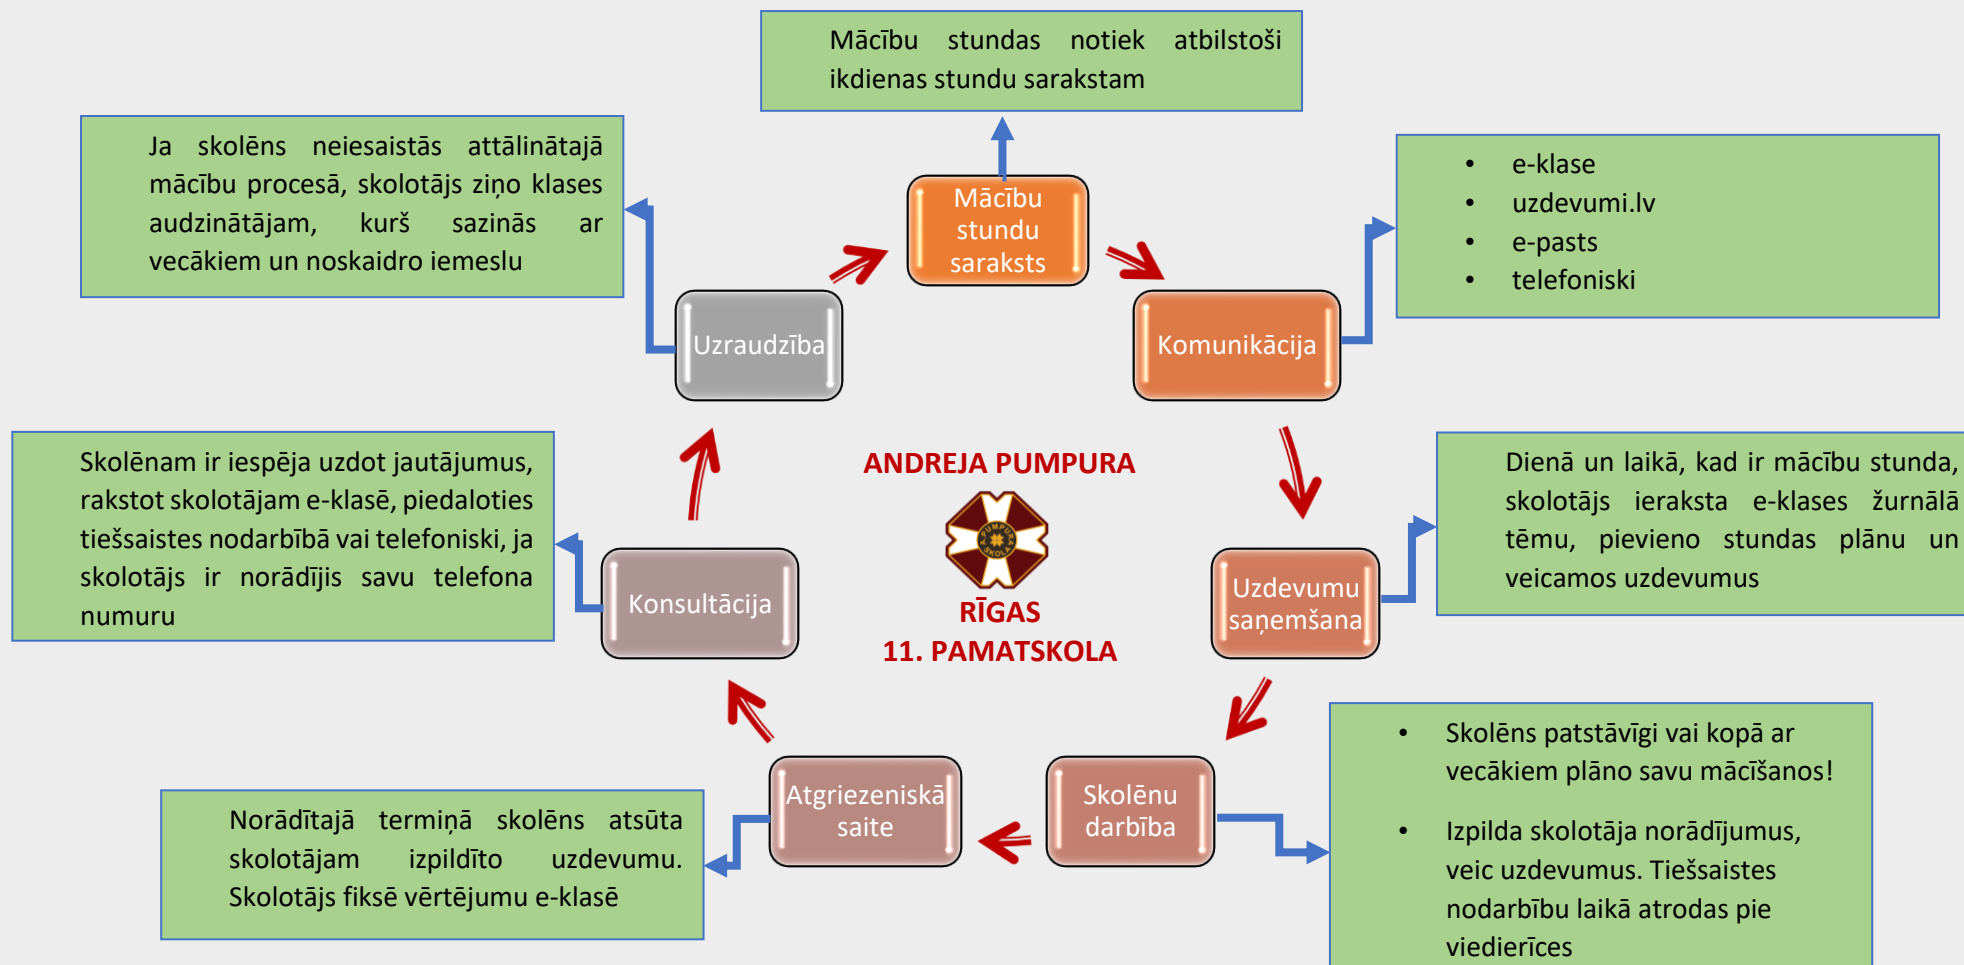 Mācību stundas notiek atbilstoši
ikdienas stundu sarakstam
Ja skolēns neiesaistās attālinātajā
mācību procesā, skolotājs ziņo klases
audzinātājam, kurš sazinās ar
vecākiem un noskaidro iemeslu
Mācību
stundu
saraksts
• e-klase
• uzdevumi.lv
• e-pasts
• telefoniski
Uzraudzība
Komunikācija
Skolēnam ir iespēja uzdot jautājumus,
rakstot skolotājam e-klasē, piedaloties
tiešsaistes nodarbībā vai telefoniski, ja
skolotājs ir norādījis savu telefona
numuru
ANDREJA PUMPURA
A. PUMPURA
SKOLA
RĪGAS
11. PAMATSKOLA
Dienā un laikā, kad ir mācību stunda,
skolotājs ieraksta e-klases žurnālā
tēmu, pievieno stundas plānu un
veicamos uzdevumus
Konsultācija
Uzdevumu
saņemšana
Atgriezeniskā
saite
Skolēnu
darbība
• Skolēns patstāvīgi vai kopā ar
vecākiem plāno savu mācīšanos!
• Izpilda skolotāja norādījumus,
veic uzdevumus. Tiešsaistes
nodarbību laikā atrodas pie
viedierīces
Norādītajā termiņā skolēns atsūta
skolotājam izpildīto uzdevumu.
Skolotājs fiksē vērtējumu e-klasē